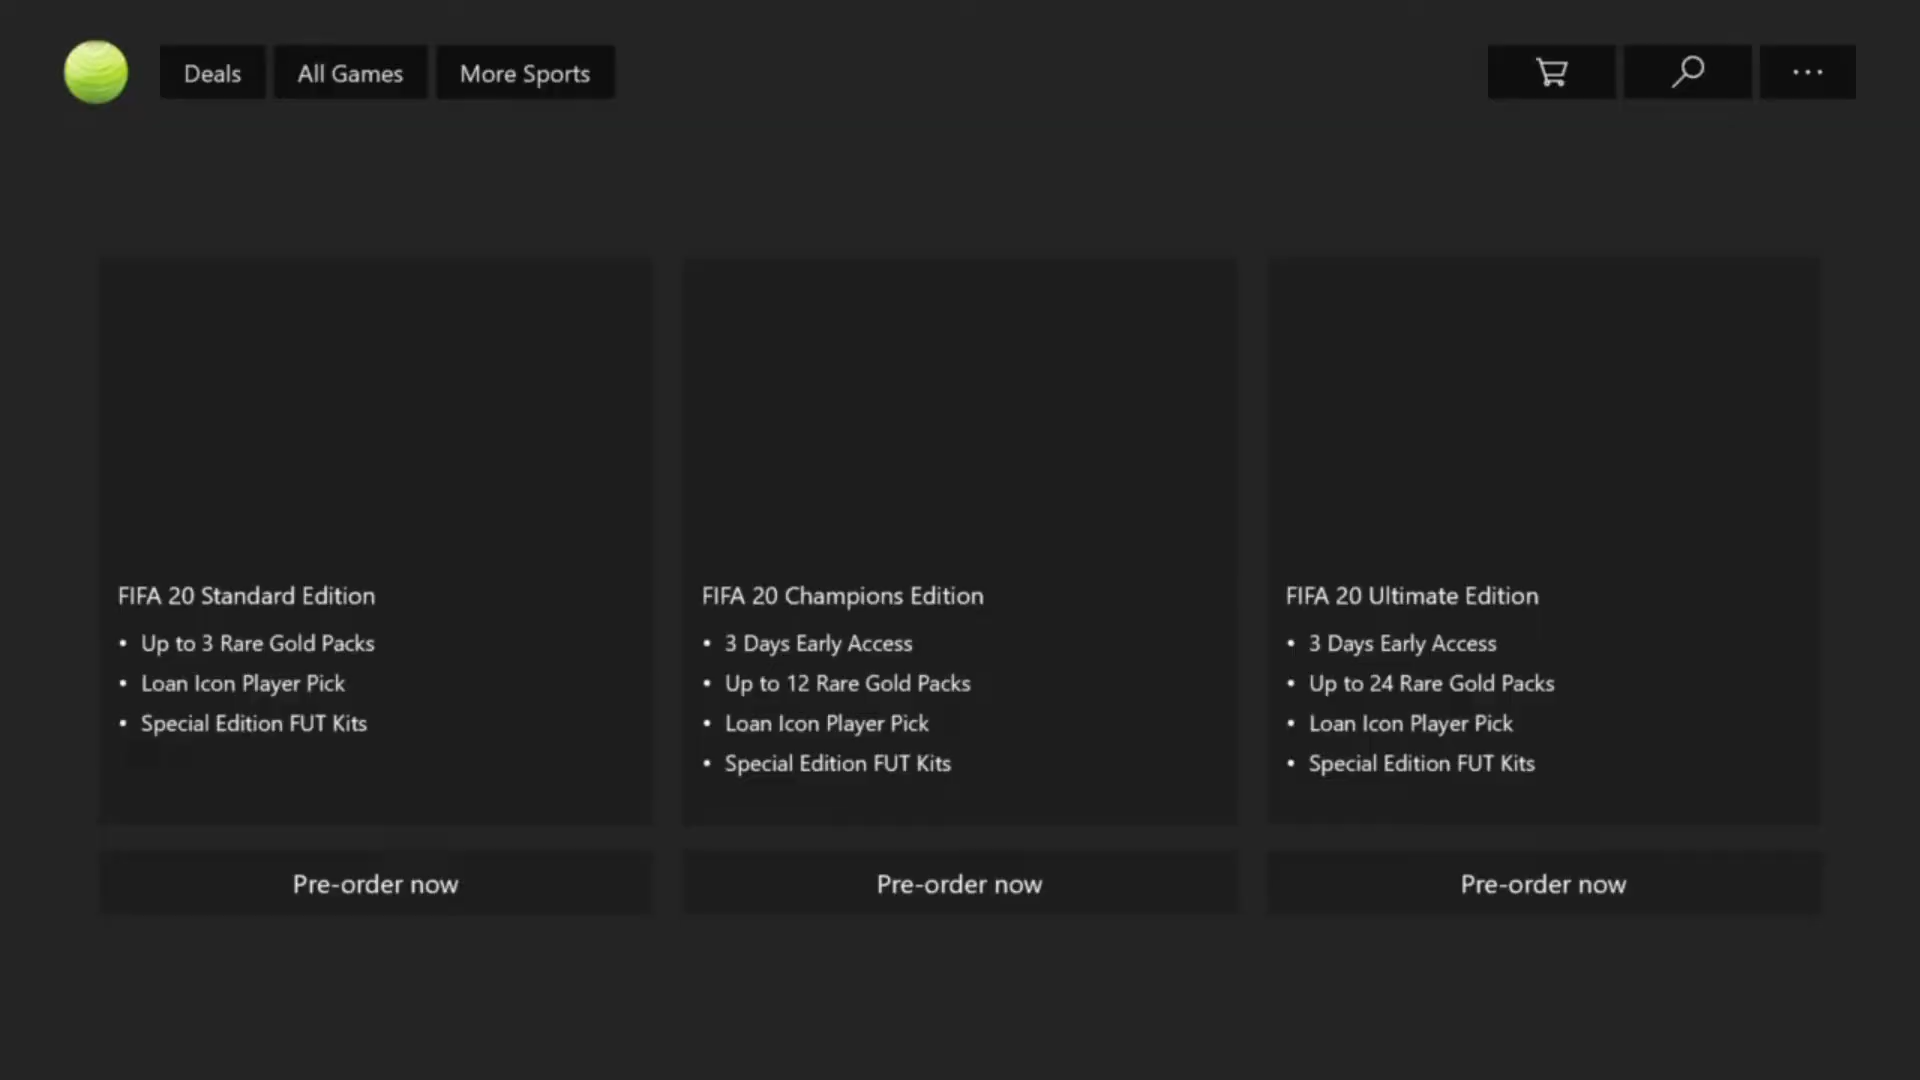 Deals
All Games
More Sports
FIFA 20 Standard Edition
• Up to 3 Rare Gold Packs
• Loan Icon Player Pick
• Special Edition FUT Kits
Pre-order now
FIFA 20 Champions Edition
• 3 Days Early Access
• Up to 12 Rare Gold Packs
• Loan Icon Player Pick
• Special Edition FUT Kits
Pre-order now
FIFA 20 Ultimate Edition
• 3 Days Early Access
• Up to 24 Rare Gold Packs
• Loan Icon Player Pick
• Special Edition FUT Kits
Pre-order now